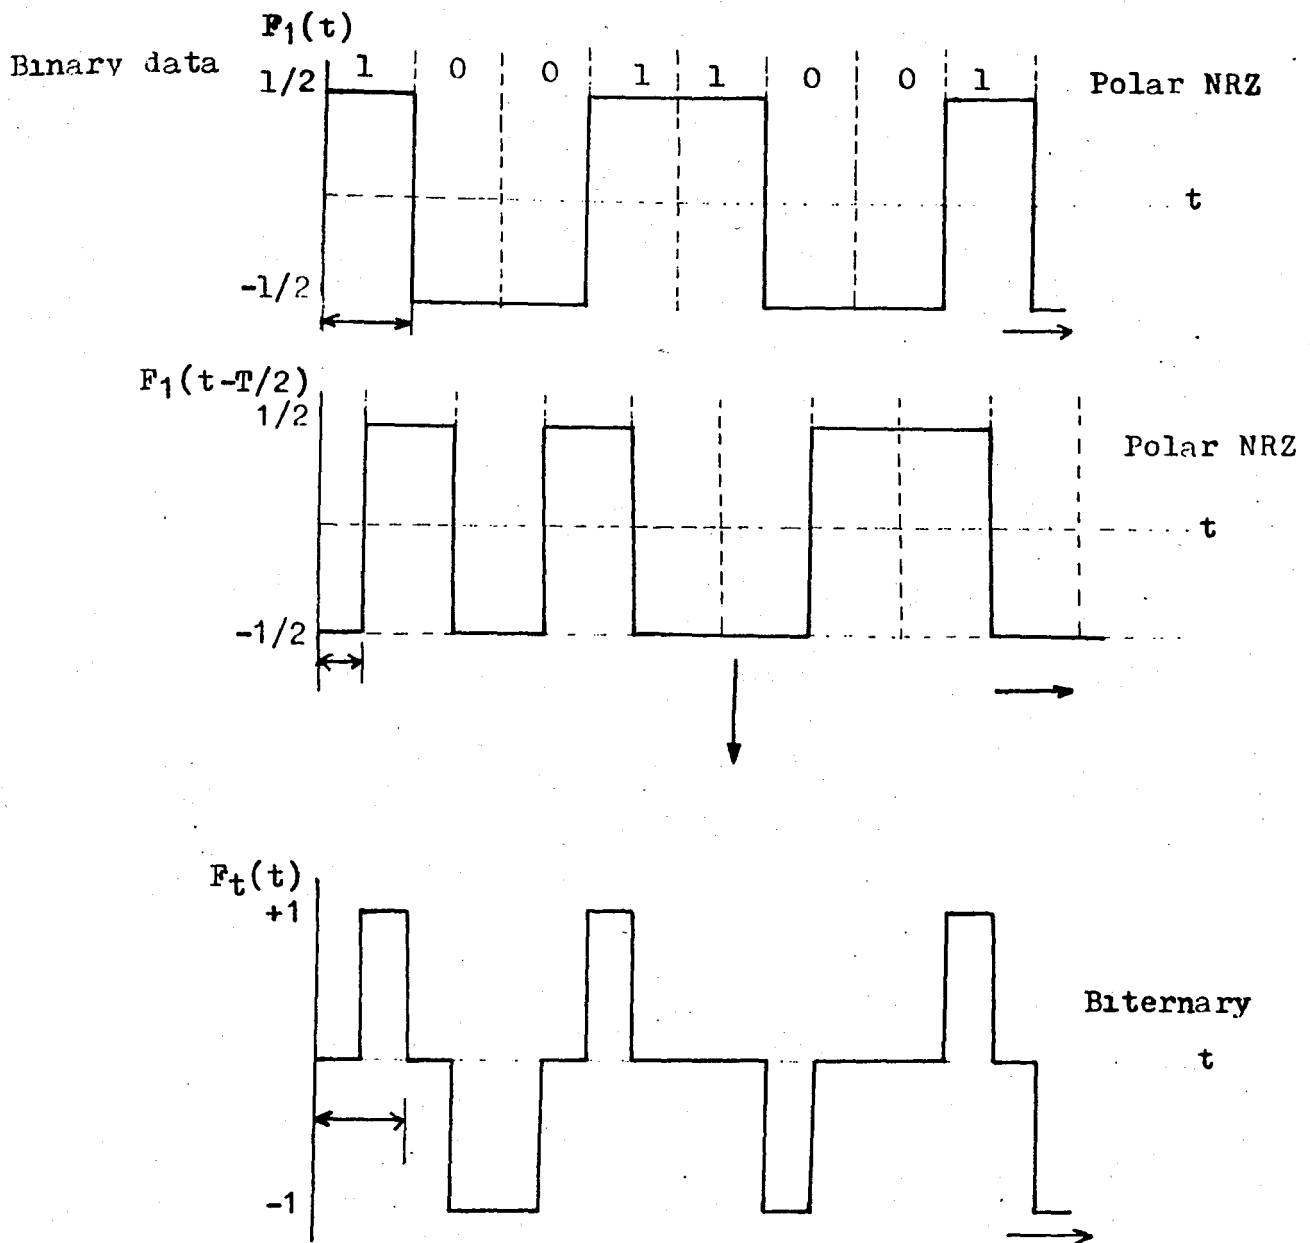 F₁(t)
Binary data
1 0 0 1 1 0 0 1
1/2
Polar NRZ
t
-1/2
F₁(t-T/2)
1/2
Polar NRZ
t
-1/2
Fₜ(t)
+1
Biternary
t
-1